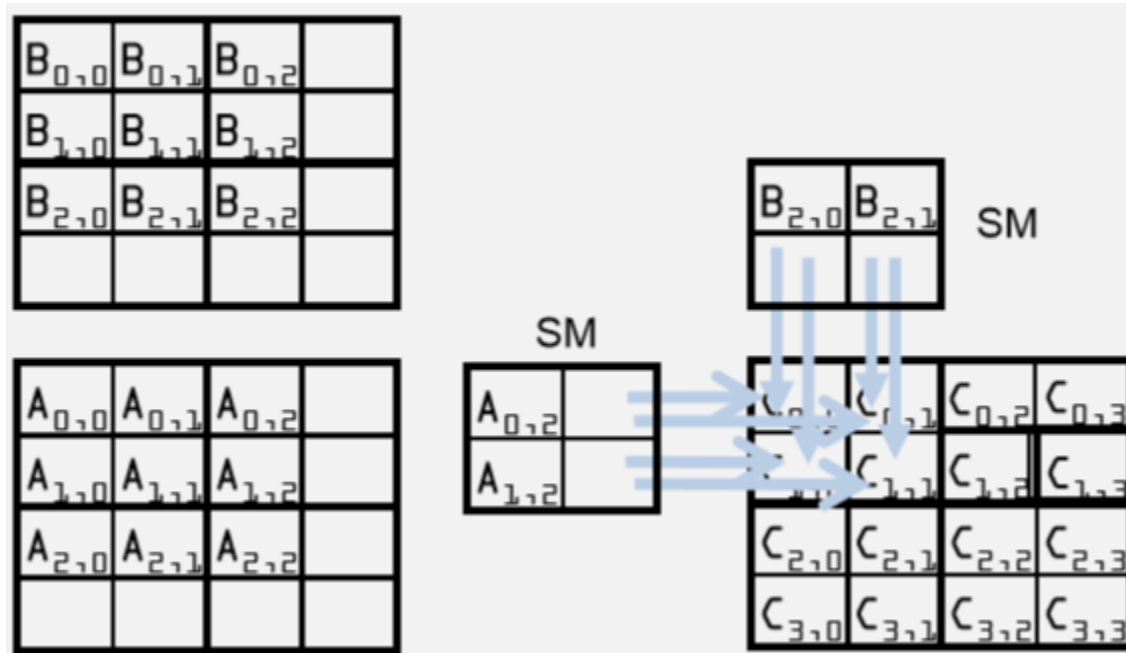 B0,0 B0,1 B0,2
B1,0 B1,1 B1,2
B2,0 B2,1 B2,2
B2,0 B2,1
SM
SM
A0,0 A0,1 A0,2
A1,0 A1,1 A1,2
A2,0 A2,1 A2,2
A0,2
A1,2
C0,1 C0,2 C0,3
C1,1 C1,2 C1,3
C2,0 C2,1 C2,2 C2,3
C3,0 C3,1 C3,2 C3,3